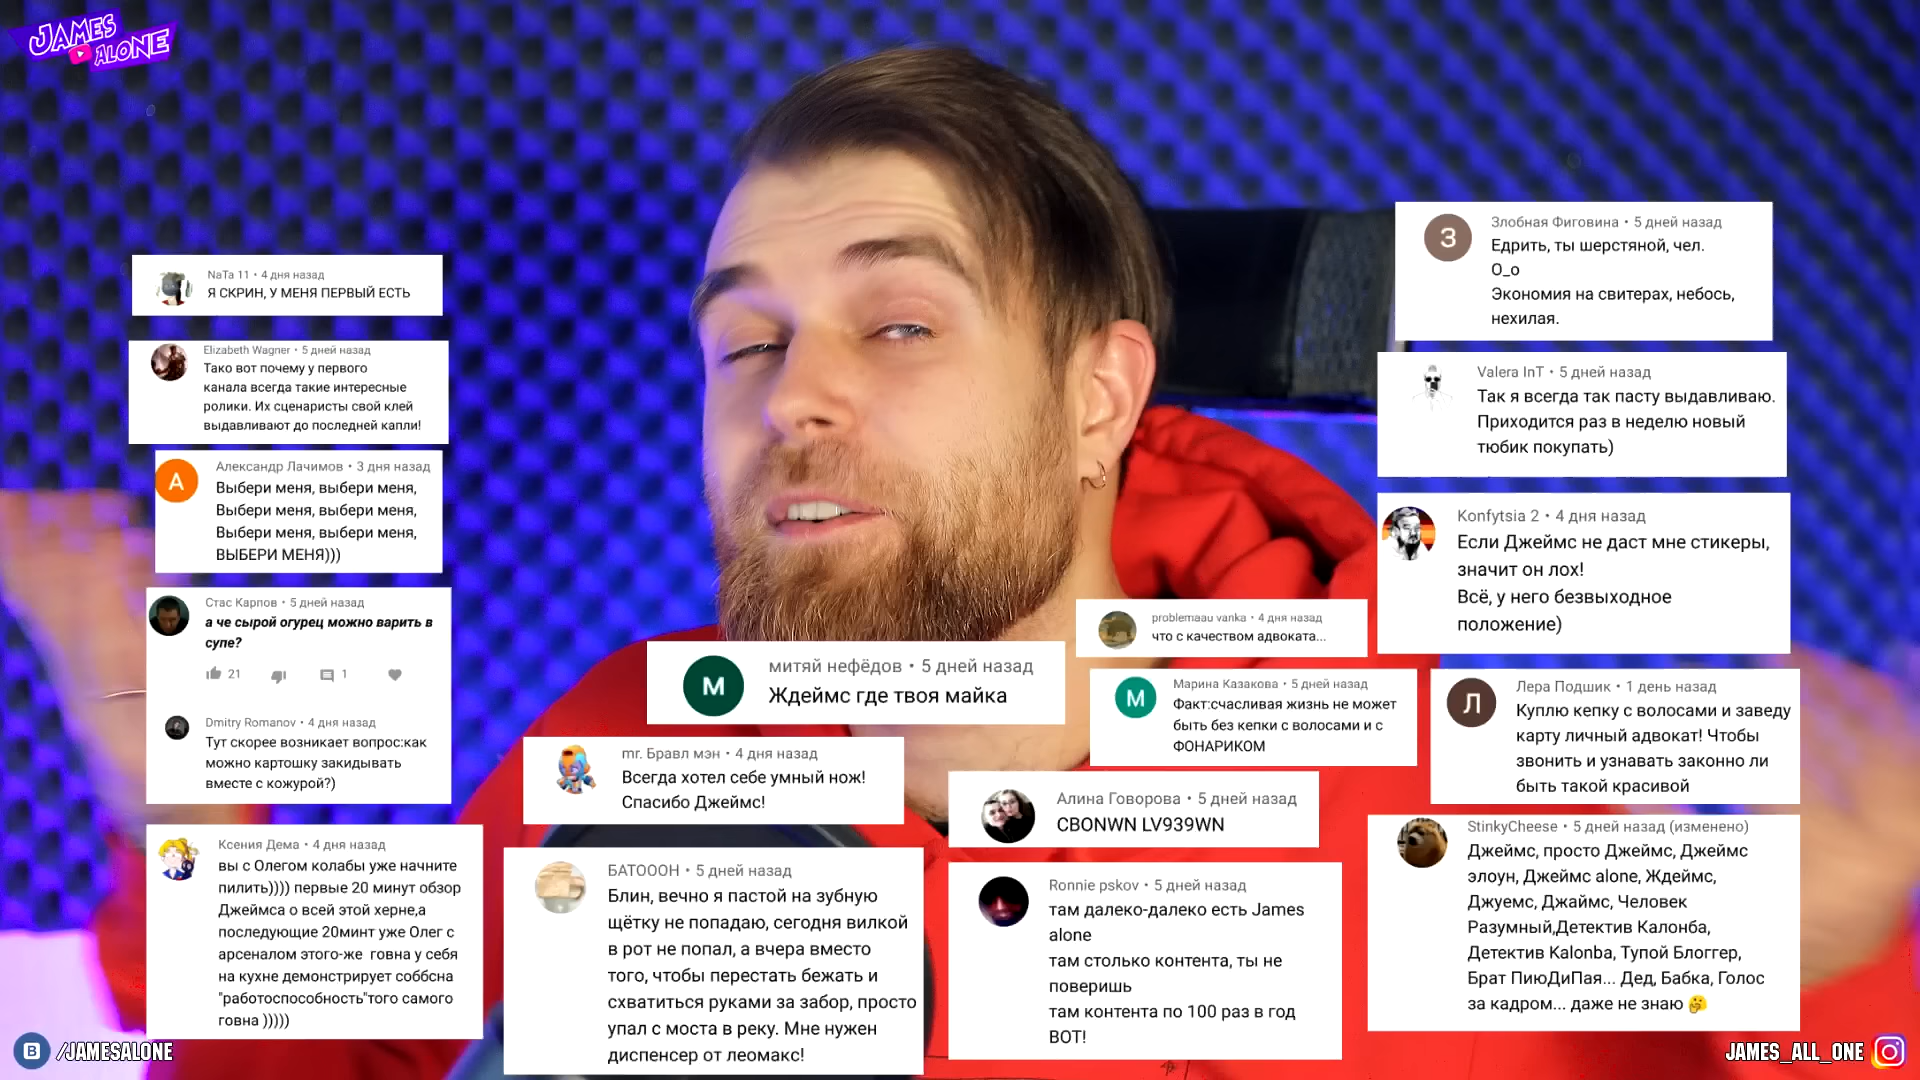 JAMES
ALONE
NaTa 11 • 4 дня назад
Я СКРИН, У МЕНЯ ПЕРВЫЙ ЕСТЬ
Elizabeth Wagner • 5 дней назад
Тако вот почему у первого
канала всегда такие интересные
ролики. Их сценаристы свой клей
выдавливают до последней капли!
А
Александр Лачимов • 3 дня назад
Выбери меня, выбери меня,
Выбери меня, выбери меня,
Выбери меня, выбери меня,
ВЫБЕРИ МЕНЯ)))
Стас Карпов • 5 дней назад
а че сырой огурец можно варить в
супе?
21
1
Dmitry Romanov • 4 дня назад
Тут скорее возникает вопрос:как
можно картошку закидывать
вместе с кожурой?)
Ксения Дема • 4 дня назад
вы с Олегом колабы уже начните
пилить)))) первые 20 минут обзор
Джеймса о всей этой херне,а
последующие 20минт уже Олег с
арсеналом этого-же говна у себя
на кухне демонстрирует соббсна
"работоспособность"того самого
говна )))))
В
/JAMESALONE
М
митяй нефёдов • 5 дней назад
Ждеймс где твоя майка
mr. Бравл мэн • 4 дня назад
Всегда хотел себе умный нож!
Спасибо Джеймс!
БАТОООН • 5 дней назад
Блин, вечно я пастой на зубную
щётку не попадаю, сегодня вилкой
в рот не попал, а вчера вместо
того, чтобы перестать бежать и
схватиться руками за забор, просто
упал с моста в реку. Мне нужен
диспенсер от леомакс!
problemaau vanka • 4 дня назад
что с качеством адвоката...
М
Марина Казакова • 5 дней назад
Факт:счасливая жизнь не может
быть без кепки с волосами и с
ФОНАРИКОМ
Алина Говорова • 5 дней назад
CBONWN LV939WN
Ronnie pskov • 5 дней назад
там далеко-далеко есть James
alone
там столько контента, ты не
поверишь
там контента по 100 раз в год
ВОТ!
З
Злобная Фиговина • 5 дней назад
Едрить, ты шерстяной, чел.
О_о
Экономия на свитерах, небось,
нехилая.
Valera InT • 5 дней назад
Так я всегда так пасту выдавливаю.
Приходится раз в неделю новый
тюбик покупать)
Konfytsia 2 • 4 дня назад
Если Джеймс не даст мне стикеры,
значит он лох!
Всё, у него безвыходное
положение)
Л
Лера Подшик • 1 день назад
Куплю кепку с волосами и заведу
карту личный адвокат! Чтобы
звонить и узнавать законно ли
быть такой красивой
StinkyCheese • 5 дней назад (изменено)
Джеймс, просто Джеймс, Джеймс
элоун, Джеймс alone, Ждеймс,
Джуемс, Джаймс, Человек
Разумный,Детектив Калонба,
Детектив Kalonba, Тупой Блоггер,
Брат ПиюДиПая... Дед, Бабка, Голос
за кадром... даже не знаю 🤔
JAMES_ALL_ONE